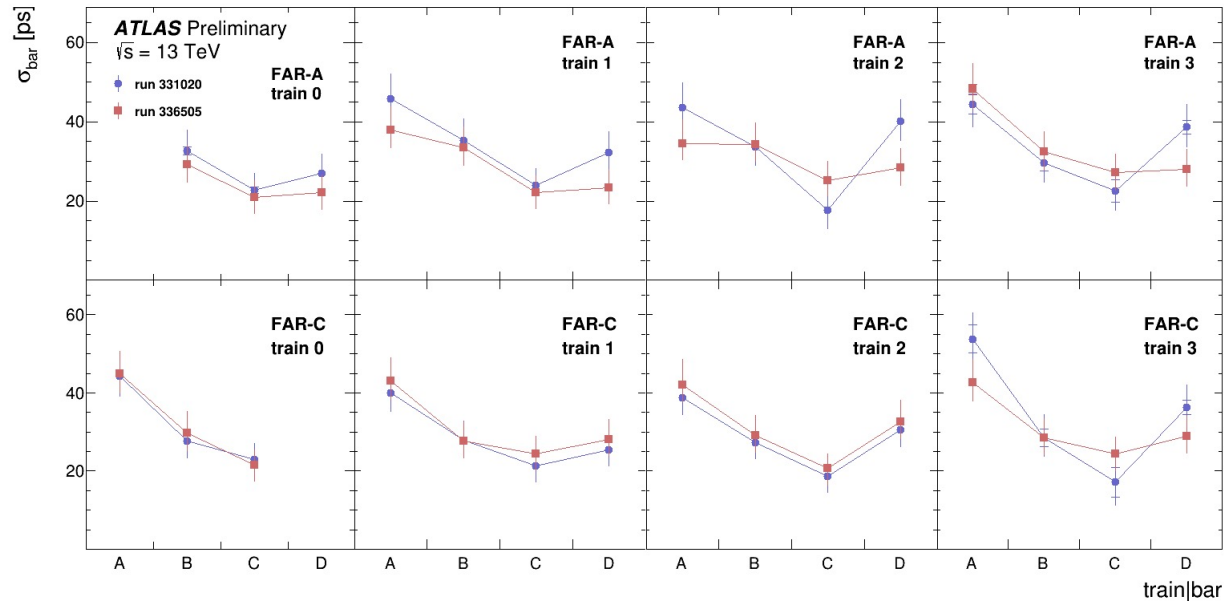 σbar [ps]
ATLAS Preliminary
√s = 13 TeV
run 331020
run 336505
FAR-A
train 0
FAR-A
train 1
FAR-A
train 2
FAR-A
train 3
60
40
20
FAR-C
train 0
FAR-C
train 1
FAR-C
train 2
FAR-C
train 3
60
40
20
A B C D A B C D A B C D A B C D
train|bar